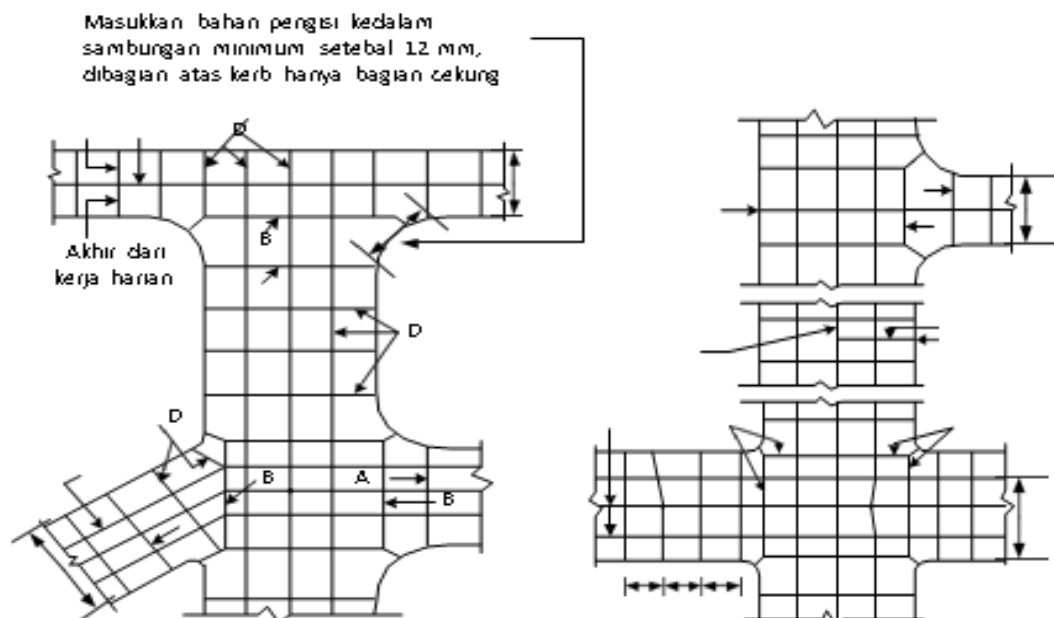 Masukkan bahan pengisi kedalam
sambungan minimum setebal 12 mm,
dibagian atas kerb hanya bagian cekung
D
B
Akhir dari
kerja harian
D
D
B
A
B